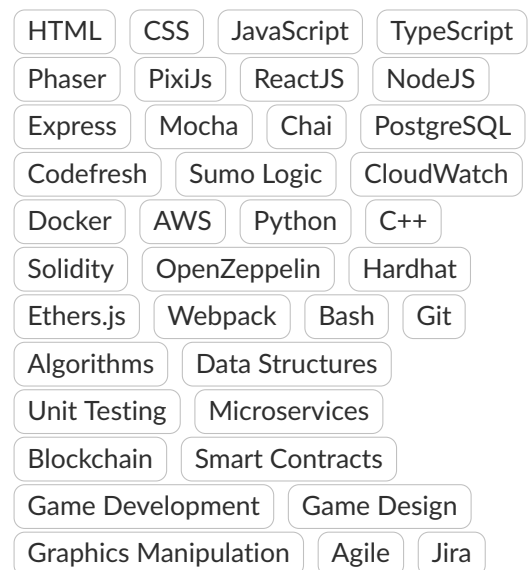 HTML CSS JavaScript TypeScript
Phaser PixiJs ReactJS NodeJS
Express Mocha Chai PostgreSQL
Codefresh Sumo Logic CloudWatch
Docker AWS Python C++
Solidity OpenZeppelin Hardhat
Ethers.js Webpack Bash Git
Algorithms Data Structures
Unit Testing Microservices
Blockchain Smart Contracts
Game Development Game Design
Graphics Manipulation Agile Jira